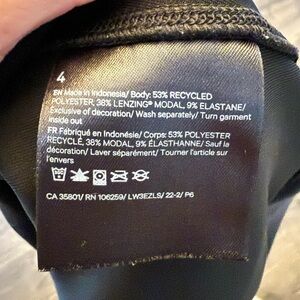 4
EN Made in Indonesia/ Body: 53% RECYCLED
POLYESTER, 38% LENZING® MODAL, 9% ELASTANE/
Exclusive of decoration/ Wash separately/ Turn garment
inside out
FR Fabriqué en Indonésie/ Corps: 53% POLYESTER
RECYCLÉ, 38% MODAL, 9% ÉLASTHANNE/ Sauf la
décoration/ Laver séparément/ Tourner l'article sur
l'envers
CA 35801/ RN 106259/ LW3EZLS/ 22-2/ P6